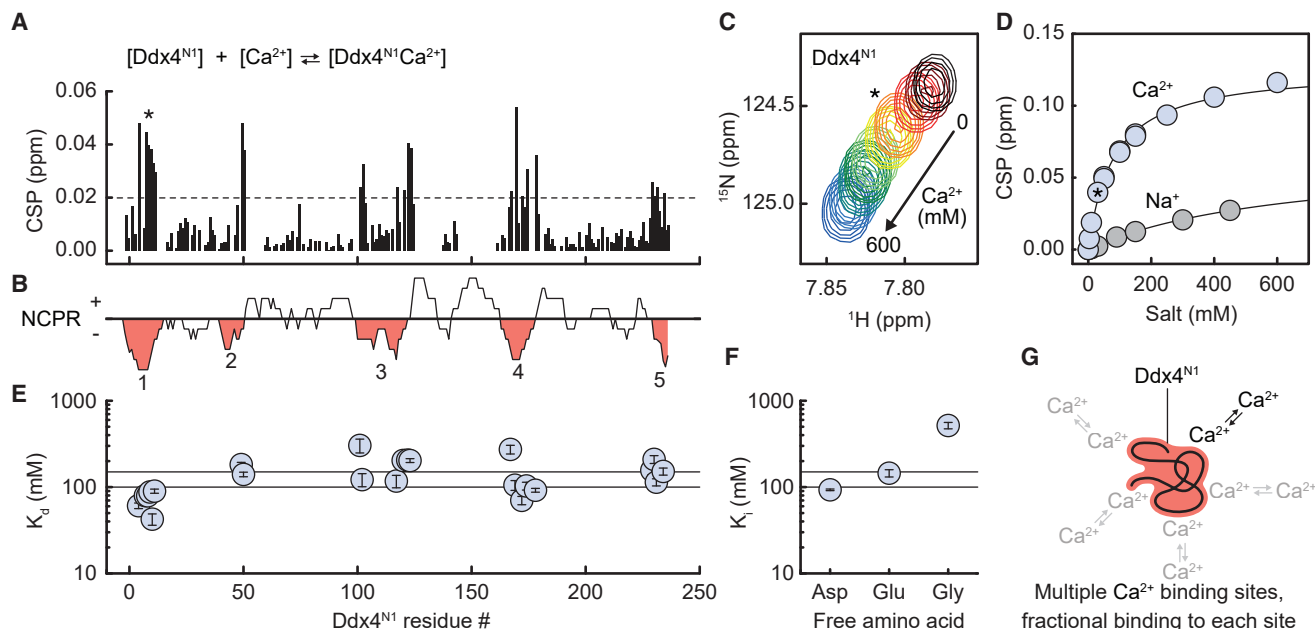 A
[Ddx4ᴺ¹] + [Ca²⁺] ⇄ [Ddx4ᴺ¹Ca²⁺]
0.06
0.04
0.02
0.00
CSP (ppm)
*
B
NCPR
+
-
1
2
3
4
5
C
Ddx4ᴺ¹
*
0
Ca²⁺
(mM)
600
124.5
125.0
¹⁵N (ppm)
7.85
7.80
¹H (ppm)
D
0.15
0.10
0.05
0.00
CSP (ppm)
Ca²⁺
*
Na⁺
0
200
400
600
Salt (mM)
E
1000
100
10
K_d (mM)
0
50
100
150
200
250
Ddx4ᴺ¹ residue #
F
1000
100
10
K_i (mM)
Asp
Glu
Gly
Free amino acid
G
Ddx4ᴺ¹
Ca²⁺
Ca²⁺
Ca²⁺
Ca²⁺
Ca²⁺ ⇄ Ca²⁺
Ca²⁺
Ca²⁺
Ca²⁺
Ca²⁺
Multiple Ca²⁺ binding sites,
fractional binding to each site